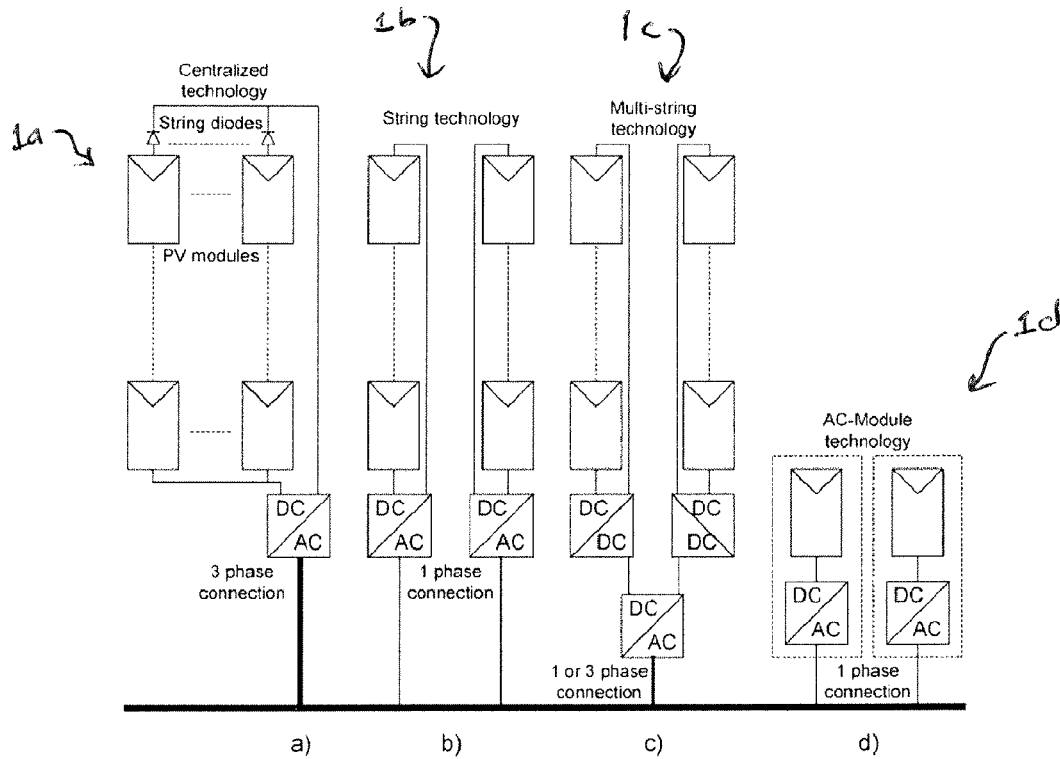 1b
1c
Centralized
technology
String diodes
String technology
Multi-string
technology
1a
PV modules
1d
AC-Module
technology
DC
AC
DC
AC
DC
AC
DC
DC
DC
DC
3 phase
connection
1 phase
connection
DC
AC
DC
AC
DC
AC
1 or 3 phase
connection
1 phase
connection
a)
b)
c)
d)